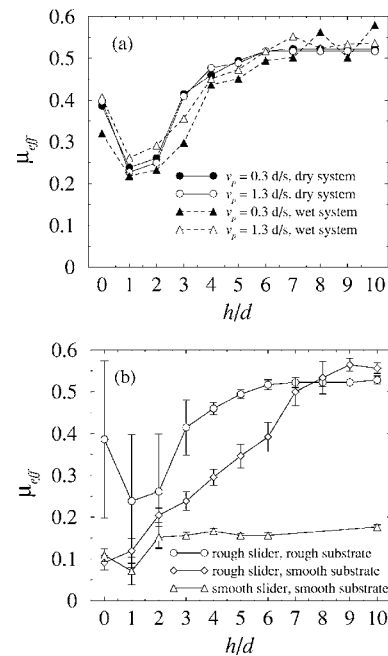 0.6
(a)
0.5
0.4
μeff 0.3
0.2
vp = 0.3 d/s, dry system
vp = 1.3 d/s, dry system
vp = 0.3 d/s, wet system
vp = 1.3 d/s, wet system
0.1
0
0 1 2 3 4 5 6 7 8 9 10
h/d
0.6
(b)
0.5
0.4
μeff 0.3
0.2
0.1
rough slider, rough substrate
rough slider, smooth substrate
smooth slider, smooth substrate
0
0 1 2 3 4 5 6 7 8 9 10
h/d